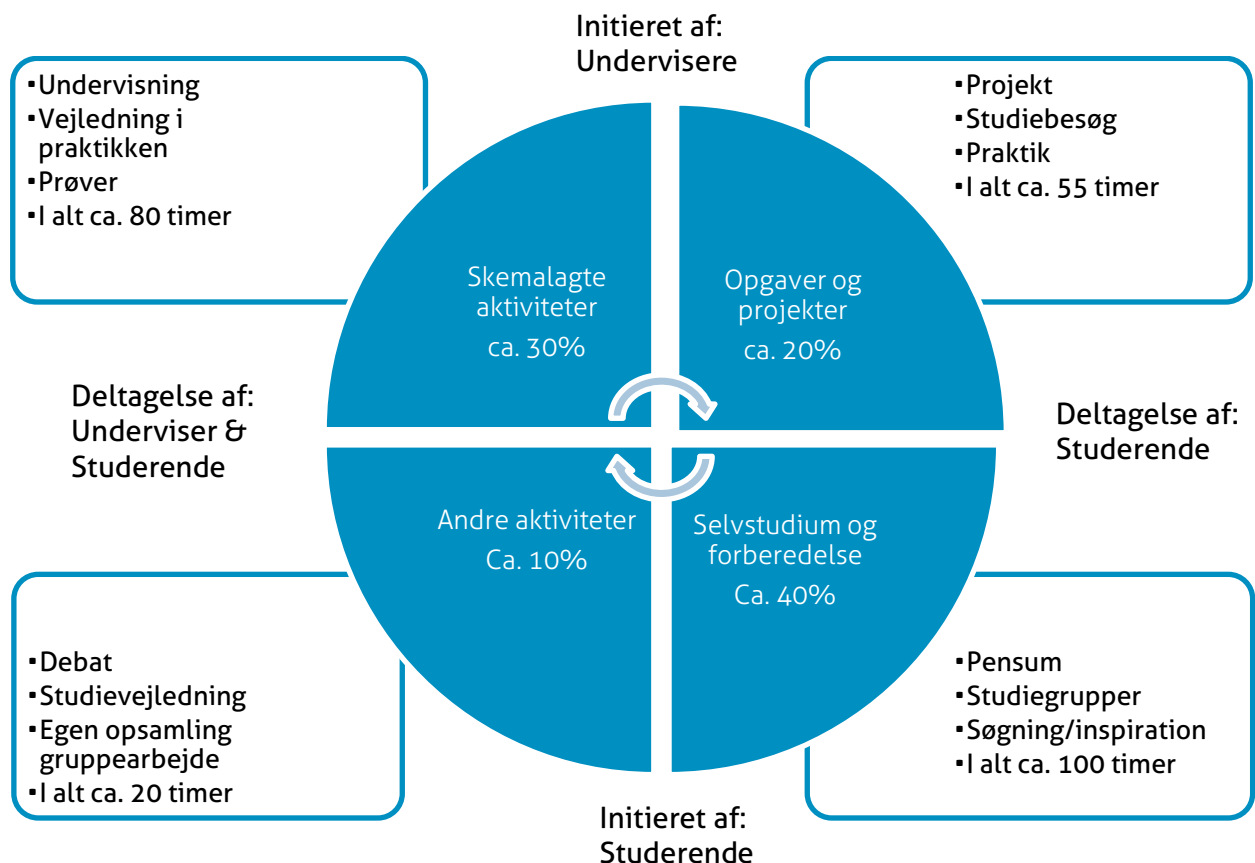 Initieret af:
Undervisere
▪Undervisning
▪Vejledning i
praktikken
▪Prøver
▪I alt ca. 80 timer
▪Projekt
▪Studiebesøg
▪Praktik
▪I alt ca. 55 timer
Skemalagte
aktiviteter
ca. 30%
Opgaver og
projekter
ca. 20%
Deltagelse af:
Underviser &
Studerende
Deltagelse af:
Studerende
Andre aktiviteter
Ca. 10%
Selvstudium og
forberedelse
Ca. 40%
▪Debat
▪Studievejledning
▪Egen opsamling
gruppearbejde
▪I alt ca. 20 timer
▪Pensum
▪Studiegrupper
▪Søgning/inspiration
▪I alt ca. 100 timer
Initieret af:
Studerende